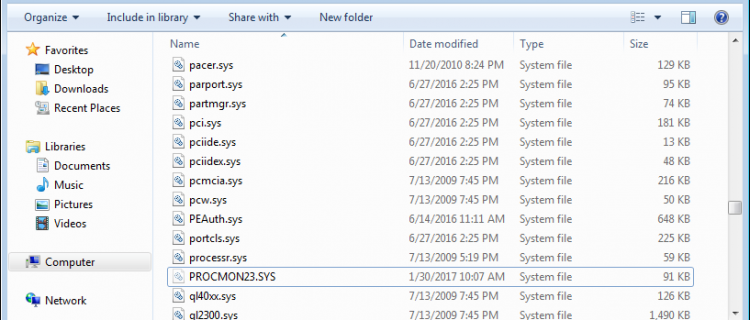 Organize Include in library Share with New folder
Name Date modified Type Size
Favorites
Desktop
Downloads
Recent Places
Libraries
Documents
Music
Pictures
Videos
Computer
Network
pacer.sys 11/20/2010 8:24 PM System file 129 KB
parport.sys 6/27/2016 2:25 PM System file 95 KB
partmgr.sys 6/27/2016 2:25 PM System file 74 KB
pci.sys 6/27/2016 2:25 PM System file 181 KB
pciide.sys 6/27/2016 2:25 PM System file 13 KB
pciidex.sys 6/27/2016 2:25 PM System file 48 KB
pcmcia.sys 7/13/2009 7:45 PM System file 216 KB
pcw.sys 7/13/2009 7:45 PM System file 50 KB
PEAuth.sys 6/14/2016 11:11 AM System file 648 KB
portcls.sys 6/27/2016 2:25 PM System file 225 KB
processr.sys 7/13/2009 5:19 PM System file 59 KB
PROCMON23.SYS 1/30/2017 10:07 AM System file 91 KB
ql40xx.sys 7/13/2009 7:45 PM System file 126 KB
ql2300.sys 7/13/2009 7:45 PM System file 1,490 KB